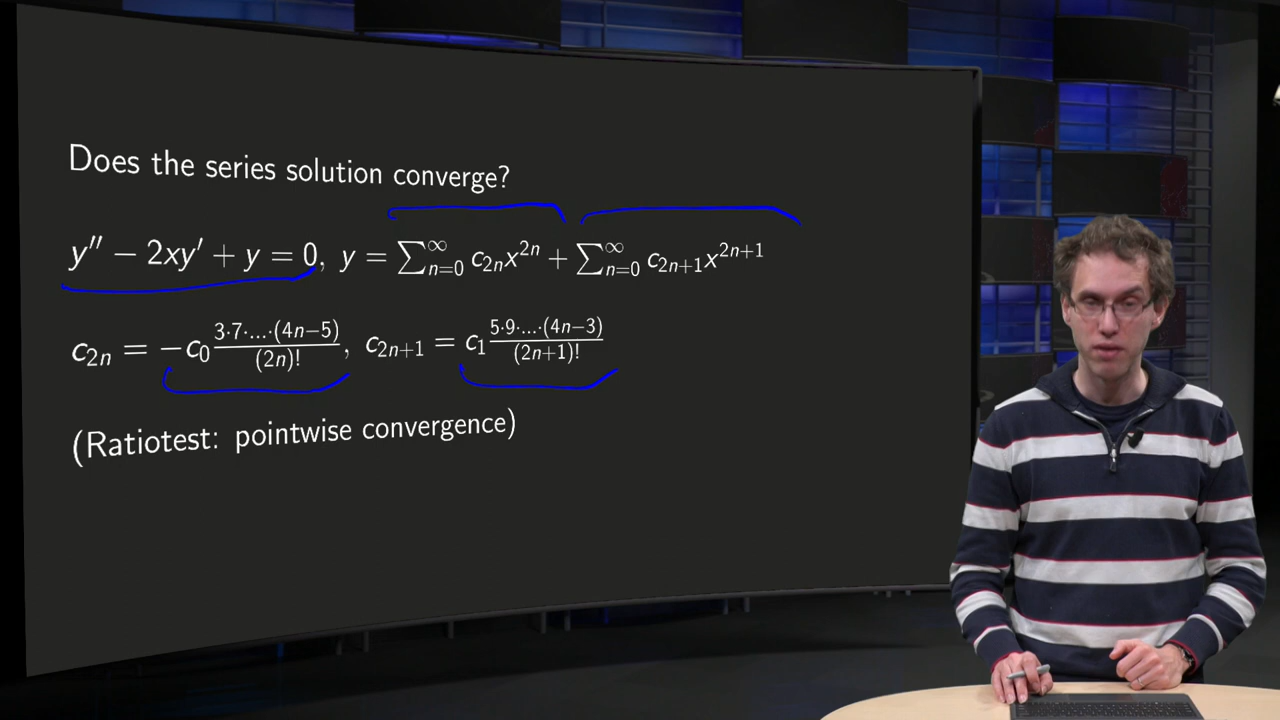 Does the series solution converge?
y″ − 2xy′ + y = 0, y = ∑_{n=0}^{∞} c_{2n}x^{2n} + ∑_{n=0}^{∞} c_{2n+1}x^{2n+1}
c_{2n} = −c_0 \frac{3·7·…·(4n−5)}{(2n)!}, c_{2n+1} = c_1 \frac{5·9·…·(4n−3)}{(2n+1)!}
(Ratiotest: pointwise convergence)